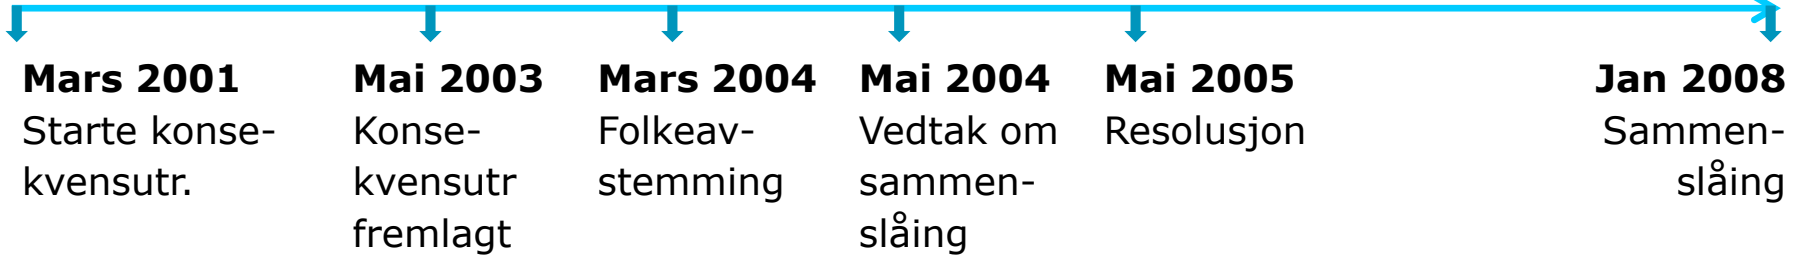 Mars 2001
Starte konse-
kvensutr.
Mai 2003
Konse-
kvensutr
fremlagt
Mars 2004
Folkeav-
stemming
Mai 2004
Vedtak om
sammen-
slåing
Mai 2005
Resolusjon
Jan 2008
Sammen-
slåing